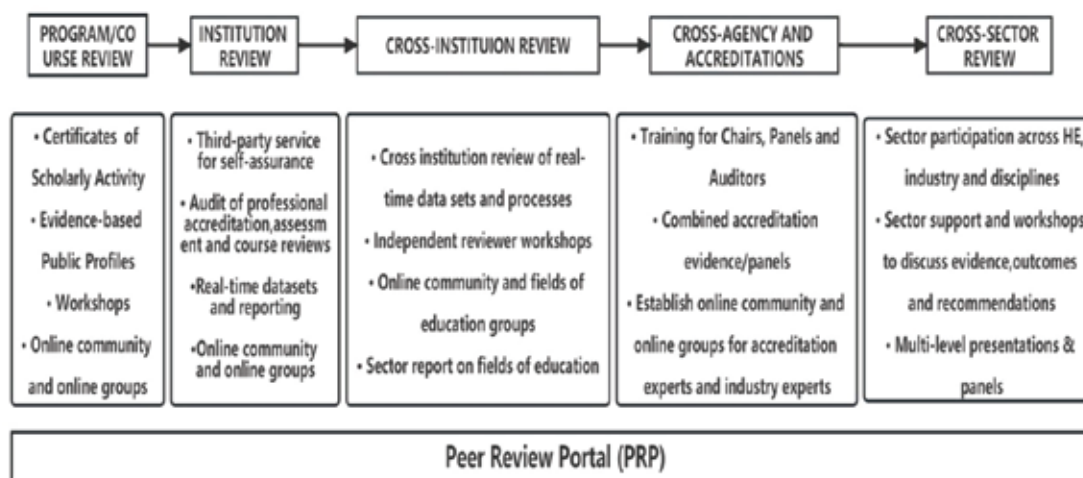 PROGRAM/CO
URSE REVIEW
INSTITUTION
REVIEW
CROSS-INSTITUION REVIEW
CROSS-AGENCY AND
ACCREDITATIONS
CROSS-SECTOR
REVIEW
• Certificates of
Scholarly Activity
• Evidence-based
Public Profiles
• Workshops
• Online community
and online groups
• Third-party service
for self-assurance
• Audit of professional
accreditation,assessm
ent and course reviews
•Real-time datasets
and reporting
•Online community
and online groups
• Cross institution review of real-
time data sets and processes
• Independent reviewer workshops
• Online community and fields of
education groups
• Sector report on fields of education
• Training for Chairs, Panels and
Auditors
• Combined accreditation
evidence/panels
• Establish online community and
online groups for accreditation
experts and industry experts
• Sector participation across HE,
industry and disciplines
• Sector support and workshops
to discuss evidence,outcomes
and recommendations
• Multi-level presentations &
panels
Peer Review Portal (PRP)